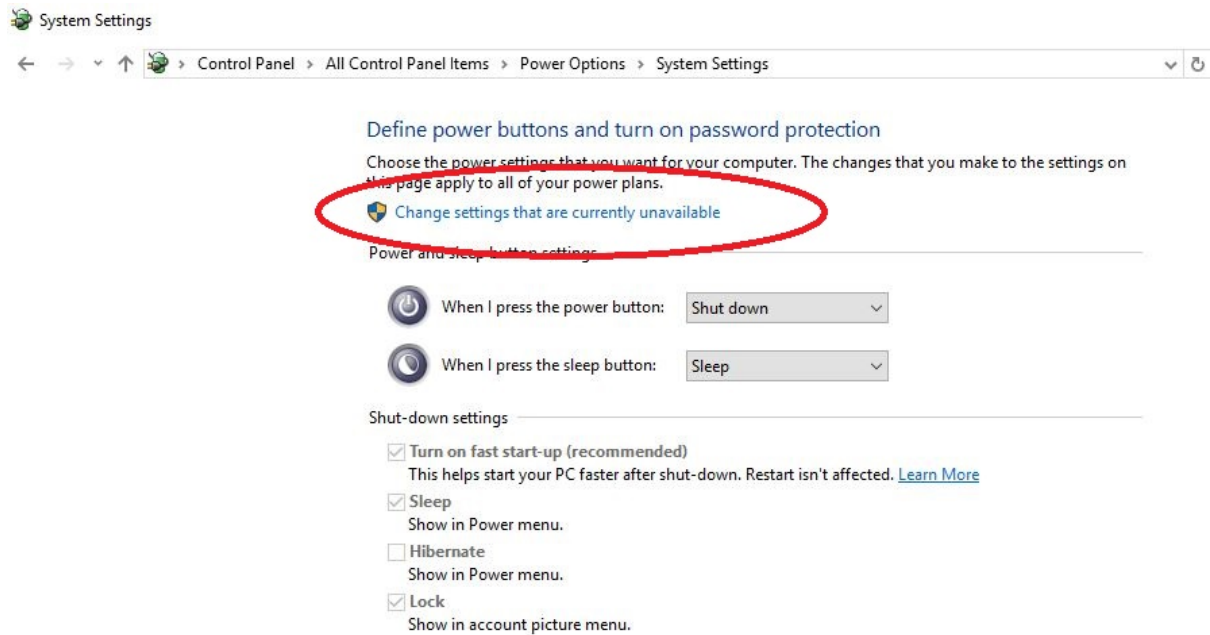 System Settings
Control Panel > All Control Panel Items > Power Options > System Settings
Define power buttons and turn on password protection
Choose the power settings that you want for your computer. The changes that you make to the settings on
this page apply to all of your power plans.
Change settings that are currently unavailable
Power and sleep button settings
When I press the power button: Shut down
When I press the sleep button: Sleep
Shut-down settings
Turn on fast start-up (recommended)
This helps start your PC faster after shut-down. Restart isn't affected. Learn More
Sleep
Show in Power menu.
Hibernate
Show in Power menu.
Lock
Show in account picture menu.